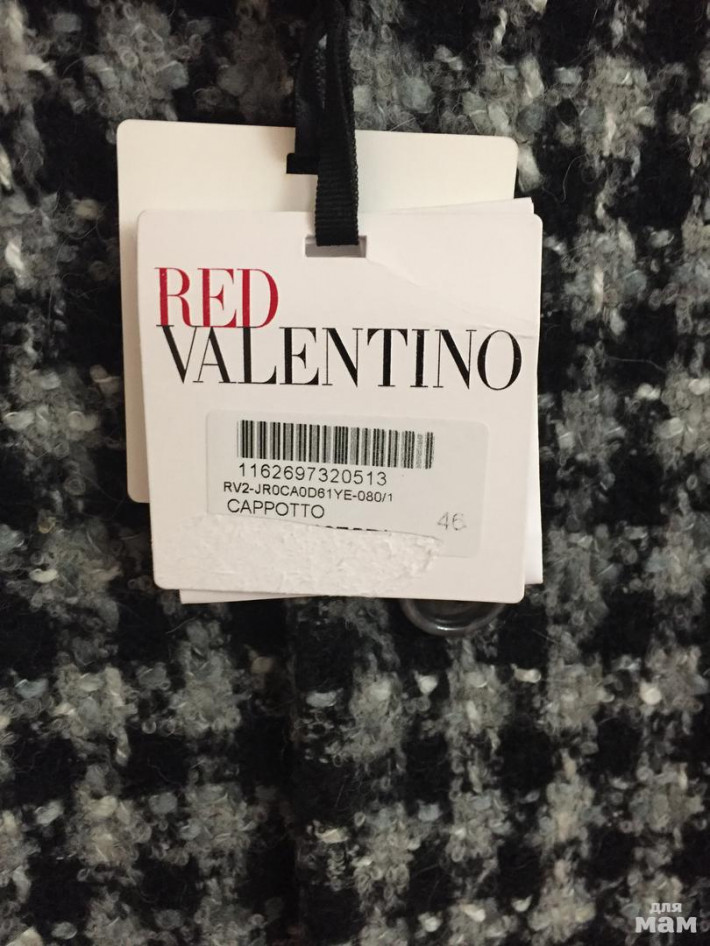 RED
VALENTINO
1162697320513
RV2-JR0CA0D61YE-080/1
CAPPOTTO
46
для
мам